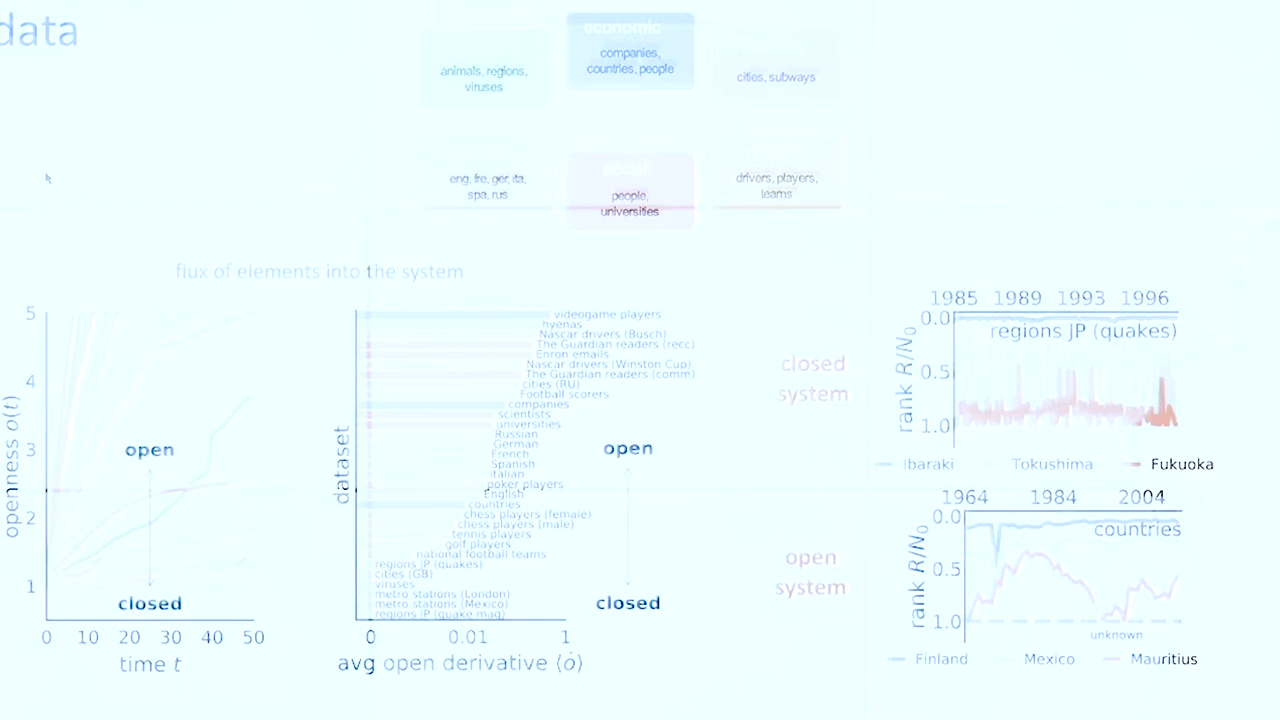 data
economic
companies,
countries, people
animals, regions,
viruses
cities, subways
eng, fre, ger, ita,
spa, rus
social
people,
universities
drivers, players,
teams
flux of elements into the system
5
4
3
2
1
openness o(t)
open
closed
0 10 20 30 40 50
time t
dataset
videogame players
hyenas
Nascar drivers (Busch)
The Guardian readers (recc)
Enron emails
Nascar drivers (Winston Cup)
The Guardian readers (comm)
cities (RU)
Football scorers
companies
scientists
universities
Russian
German
French
Spanish
Italian
poker players
English
countries
chess players (female)
chess players (male)
tennis players
golf players
national football teams
regions JP (quakes)
cities (GB)
viruses
metro stations (London)
metro stations (Mexico)
regions JP (quake mag)
open
closed
0 0.01 1
avg open derivative ⟨ȯ⟩
closed
system
open
system
1985 1989 1993 1996
0.0
regions JP (quakes)
0.5
1.0
rank R/N₀
Ibaraki Tokushima Fukuoka
1964 1984 2004
0.0
countries
0.5
1.0
rank R/N₀
unknown
Finland Mexico Mauritius